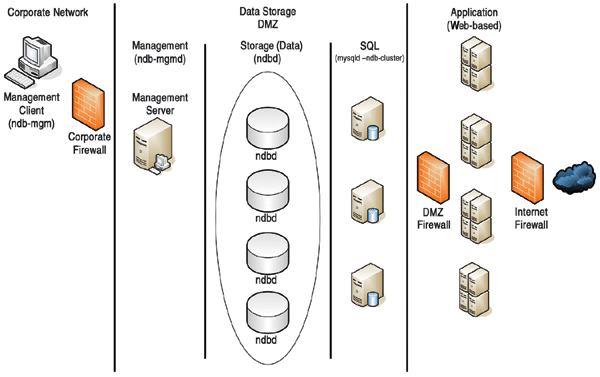 Corporate Network
Management
Client
(ndb-mgm)
Corporate
Firewall
Data Storage
DMZ
Management
(ndb-mgmd)
Management
Server
Storage (Data)
(ndbd)
ndbd
ndbd
ndbd
ndbd
SQL
(mysqld –ndb-cluster)
Application
(Web-based)
DMZ
Firewall
Internet
Firewall